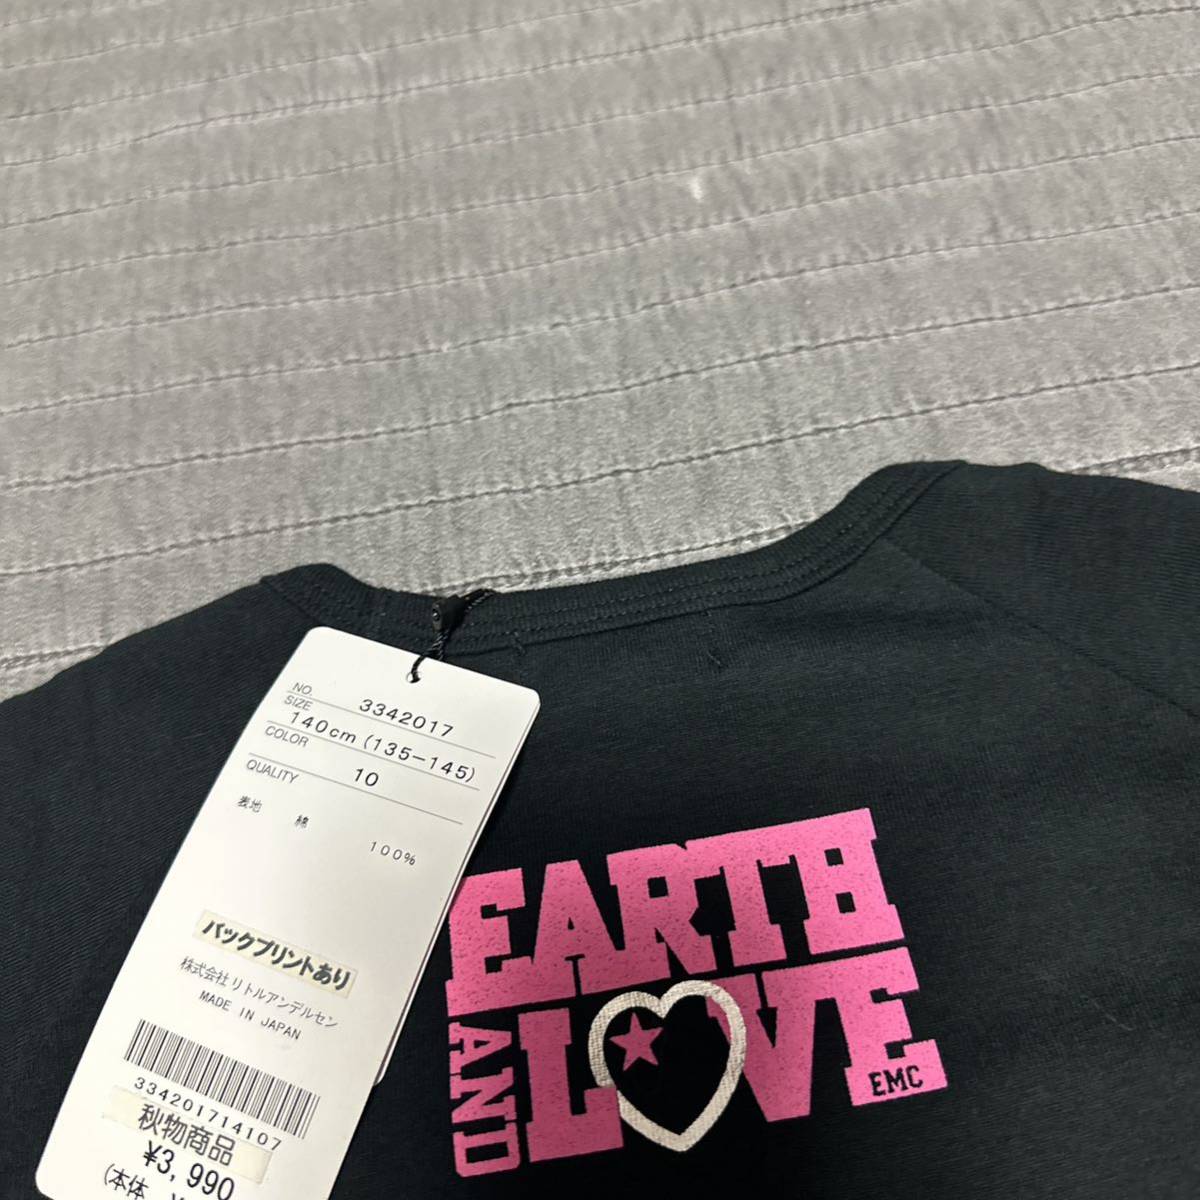 NO. 3342017
SIZE 140cm (135-145)
COLOR 10
QUALITY
表地 綿 100%
バックプリントあり
株式会社リトルアンデルセン
MADE IN JAPAN
334201714107
秋物商品
¥3,990
(本体
EARTH
AND
LOVE
EMC